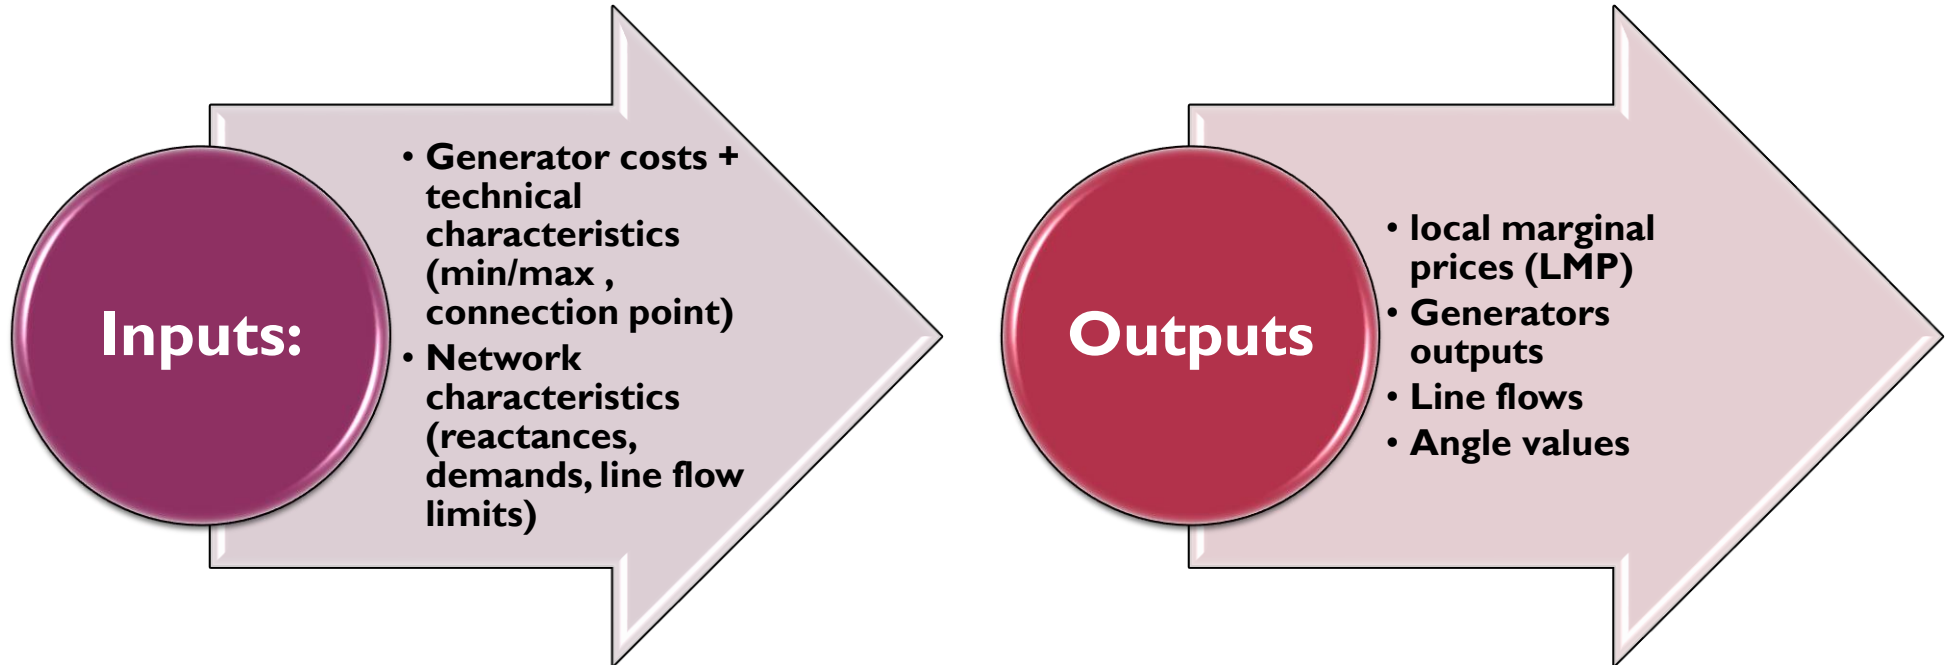 Inputs:
• Generator costs +
technical
characteristics
(min/max ,
connection point)
• Network
characteristics
(reactances,
demands, line flow
limits)
Outputs
• local marginal
prices (LMP)
• Generators
outputs
• Line flows
• Angle values